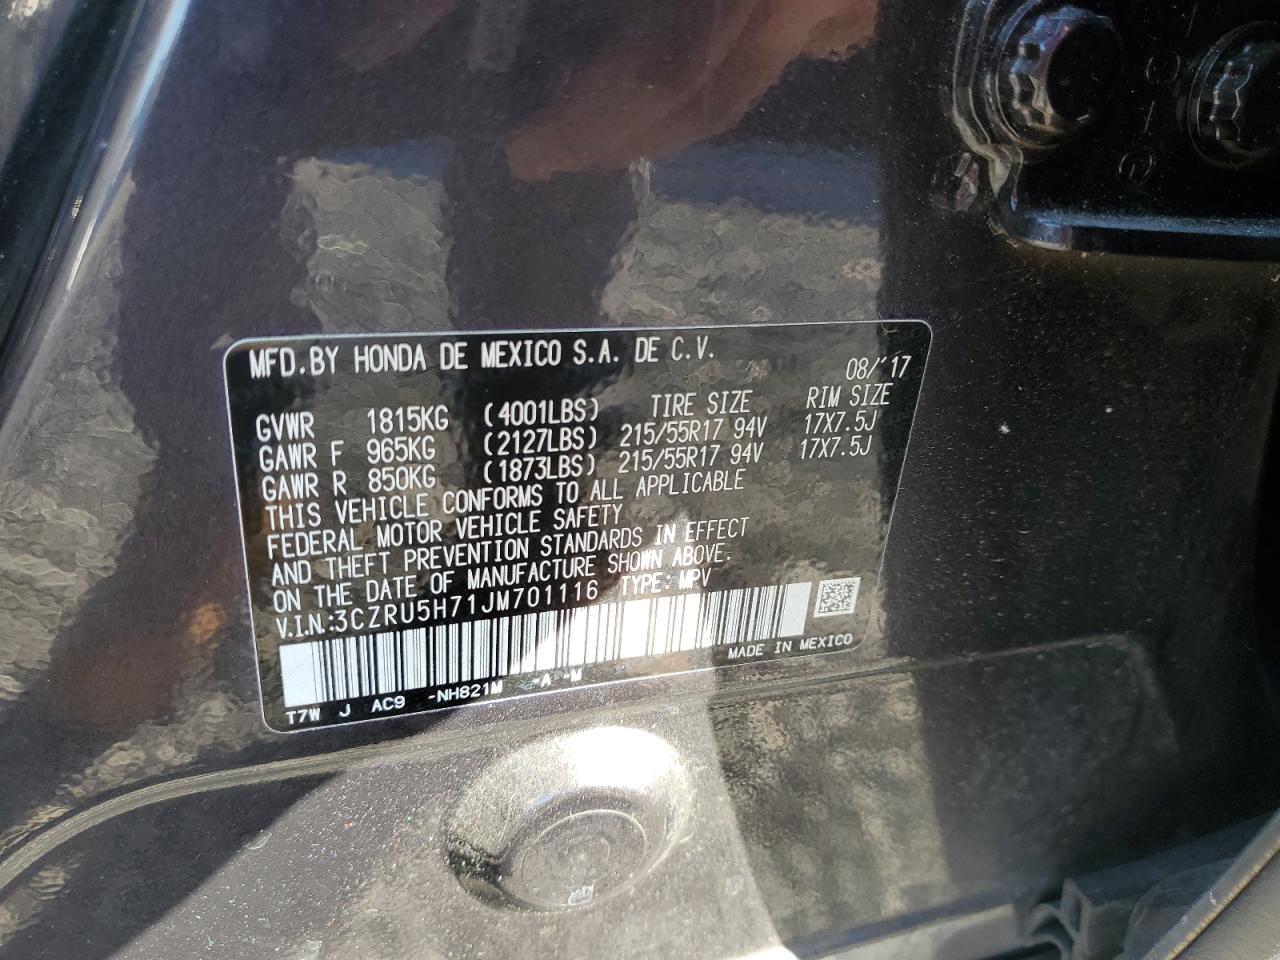 MFD.BY HONDA DE MEXICO S.A. DE C.V.
08/'17
GVWR 1815KG (4001LBS) TIRE SIZE RIM SIZE
GAWR F 965KG (2127LBS) 215/55R17 94V 17X7.5J
GAWR R 850KG (1873LBS) 215/55R17 94V 17X7.5J
THIS VEHICLE CONFORMS TO ALL APPLICABLE
FEDERAL MOTOR VEHICLE SAFETY
AND THEFT PREVENTION STANDARDS IN EFFECT
ON THE DATE OF MANUFACTURE SHOWN ABOVE.
V.I.N.:3CZRU5H71JM701116 TYPE:MPV
MADE IN MEXICO
T7W J AC9 -NH821M -A -M